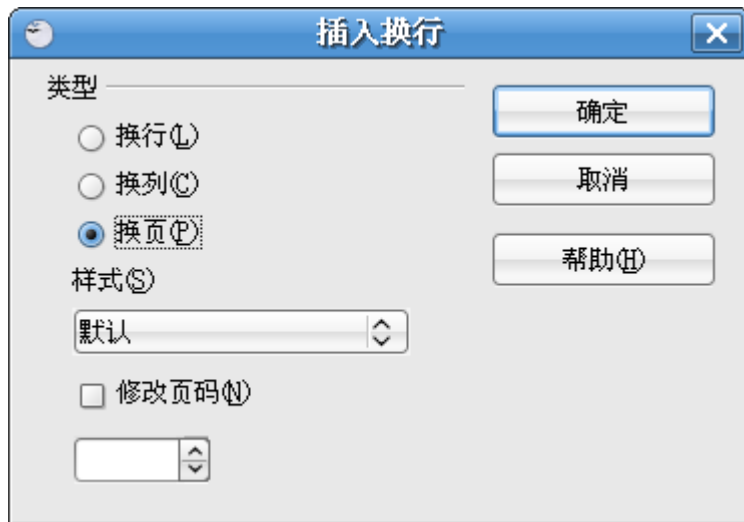 插入换行
类型
换行(L)
换列(C)
换页(P)
样式(S)
默认
修改页码(N)
确定
取消
帮助(H)